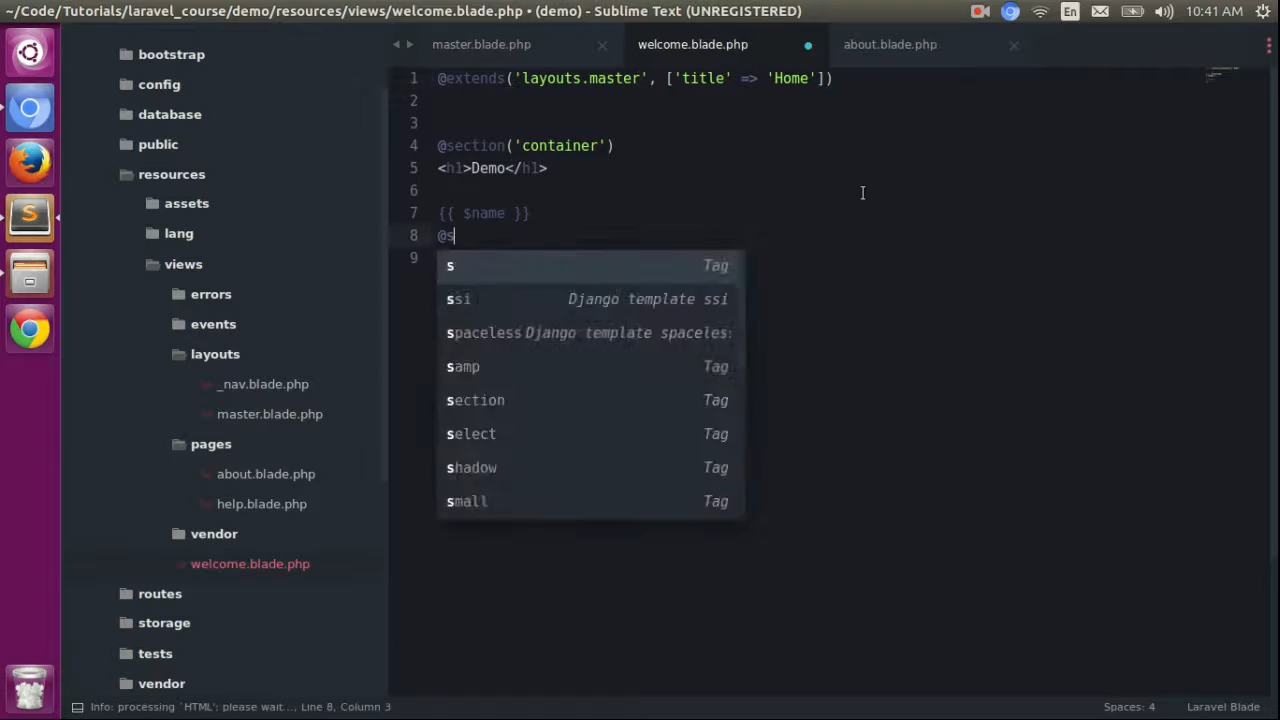 ~/Code/Tutorials/laravel_course/demo/resources/views/welcome.blade.php • (demo) - Sublime Text (UNREGISTERED)
En
10:41 AM
bootstrap
config
database
public
resources
assets
lang
views
errors
events
layouts
_nav.blade.php
master.blade.php
pages
about.blade.php
help.blade.php
vendor
welcome.blade.php
routes
storage
tests
vendor
master.blade.php
welcome.blade.php
about.blade.php
1 @extends('layouts.master', ['title' => 'Home'])
2
3
4 @section('container')
5 <h1>Demo</h1>
6
7 {{ $name }}
8 @s
9
s Tag
ssi Django template ssi
spaceless Django template spaceles
samp Tag
section Tag
select Tag
shadow Tag
small Tag
Info: processing `HTML': please wait..., Line 8, Column 3
Spaces: 4
Laravel Blade